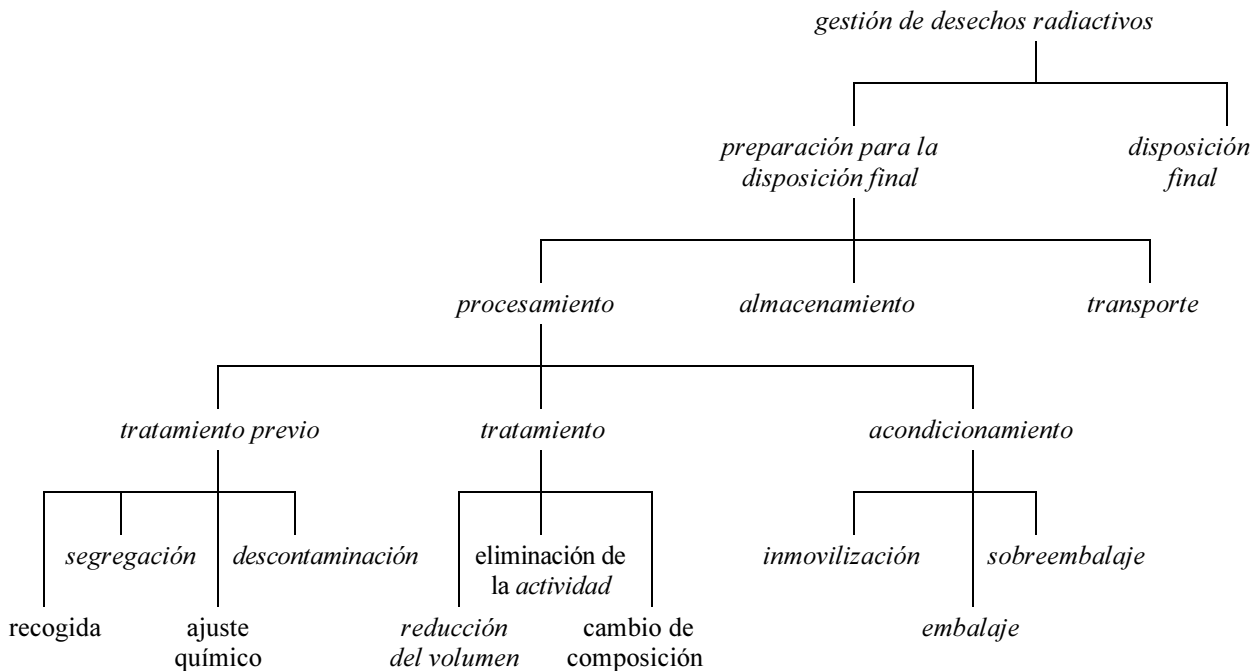 gestión de desechos radiactivos
preparación para la
disposición final
disposición
final
procesamiento
almacenamiento
transporte
tratamiento previo
tratamiento
acondicionamiento
segregación
descontaminación
eliminación de
la actividad
inmovilización
sobreembalaje
recogida
ajuste
químico
reducción
del volumen
cambio de
composición
embalaje